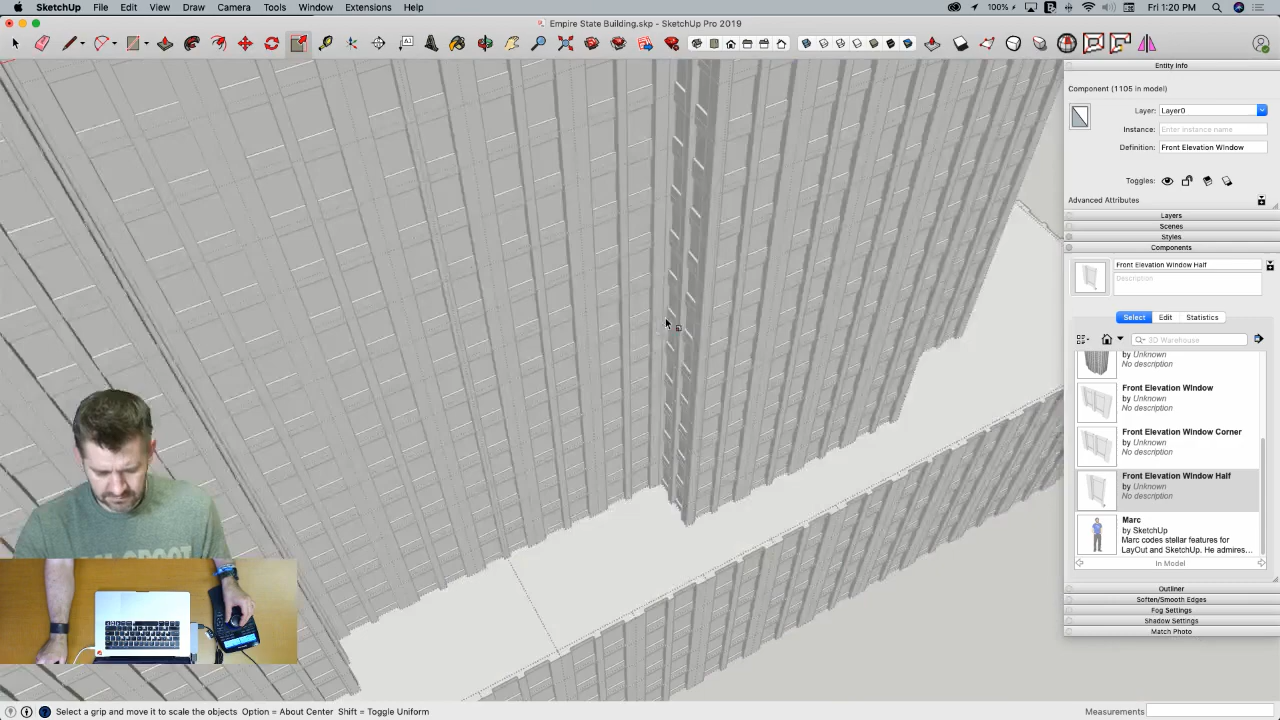 SketchUp File Edit View Draw Camera Tools Window Extensions Help 100% Fri 1:20 PM
Empire State Building.skp - SketchUp Pro 2019
Entity Info
Component (1105 in model)
Layer: Layer0
Instance: Enter instance name
Definition: Front Elevation Window
Toggles:
Advanced Attributes
Layers
Scenes
Styles
Components
Front Elevation Window Half
Description
Select Edit Statistics
3D Warehouse
by Unknown
No description
Front Elevation Window
by Unknown
No description
Front Elevation Window Corner
by Unknown
No description
Front Elevation Window Half
by Unknown
No description
Marc
by SketchUp
Marc codes stellar features for
LayOut and SketchUp. He admires...
In Model
Outliner
Soften/Smooth Edges
Fog Settings
Shadow Settings
Match Photo
Select a grip and move it to scale the objects Option = About Center Shift = Toggle Uniform
Measurements